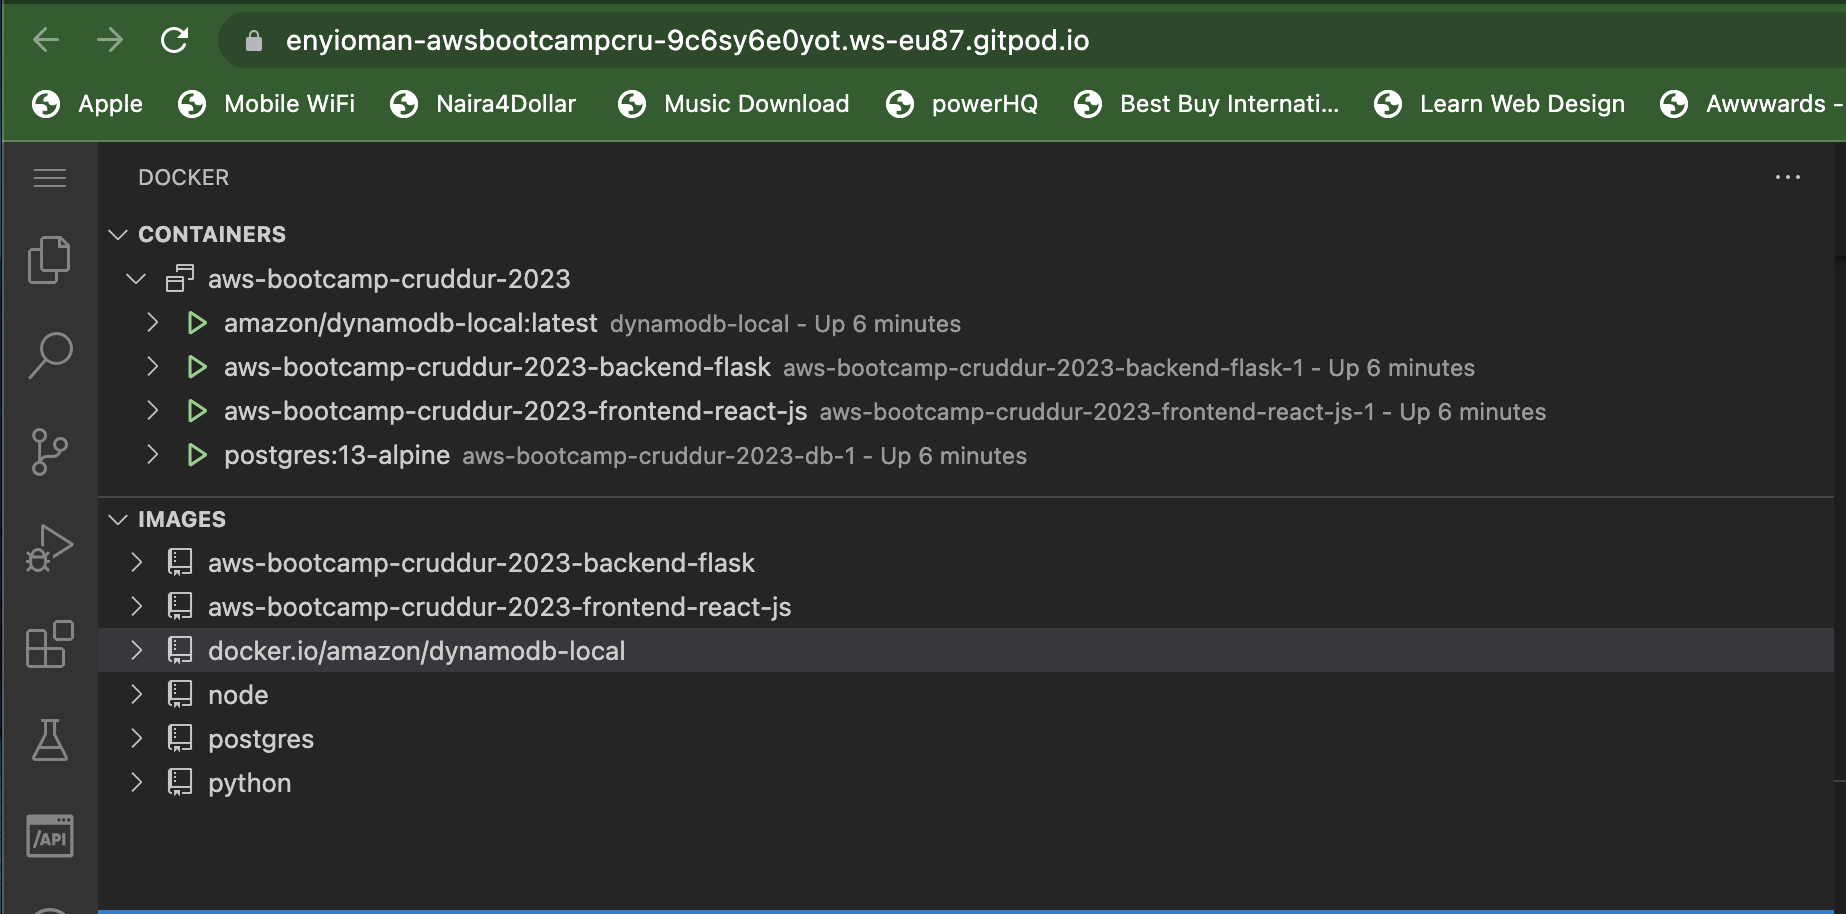 enyioman-awsbootcampcru-9c6sy6e0yot.ws-eu87.gitpod.io
Apple Mobile WiFi Naira4Dollar Music Download powerHQ Best Buy Internati... Learn Web Design Awwwards -
DOCKER
CONTAINERS
aws-bootcamp-cruddur-2023
amazon/dynamodb-local:latest dynamodb-local - Up 6 minutes
aws-bootcamp-cruddur-2023-backend-flask aws-bootcamp-cruddur-2023-backend-flask-1 - Up 6 minutes
aws-bootcamp-cruddur-2023-frontend-react-js aws-bootcamp-cruddur-2023-frontend-react-js-1 - Up 6 minutes
postgres:13-alpine aws-bootcamp-cruddur-2023-db-1 - Up 6 minutes
IMAGES
aws-bootcamp-cruddur-2023-backend-flask
aws-bootcamp-cruddur-2023-frontend-react-js
docker.io/amazon/dynamodb-local
node
postgres
python
/API